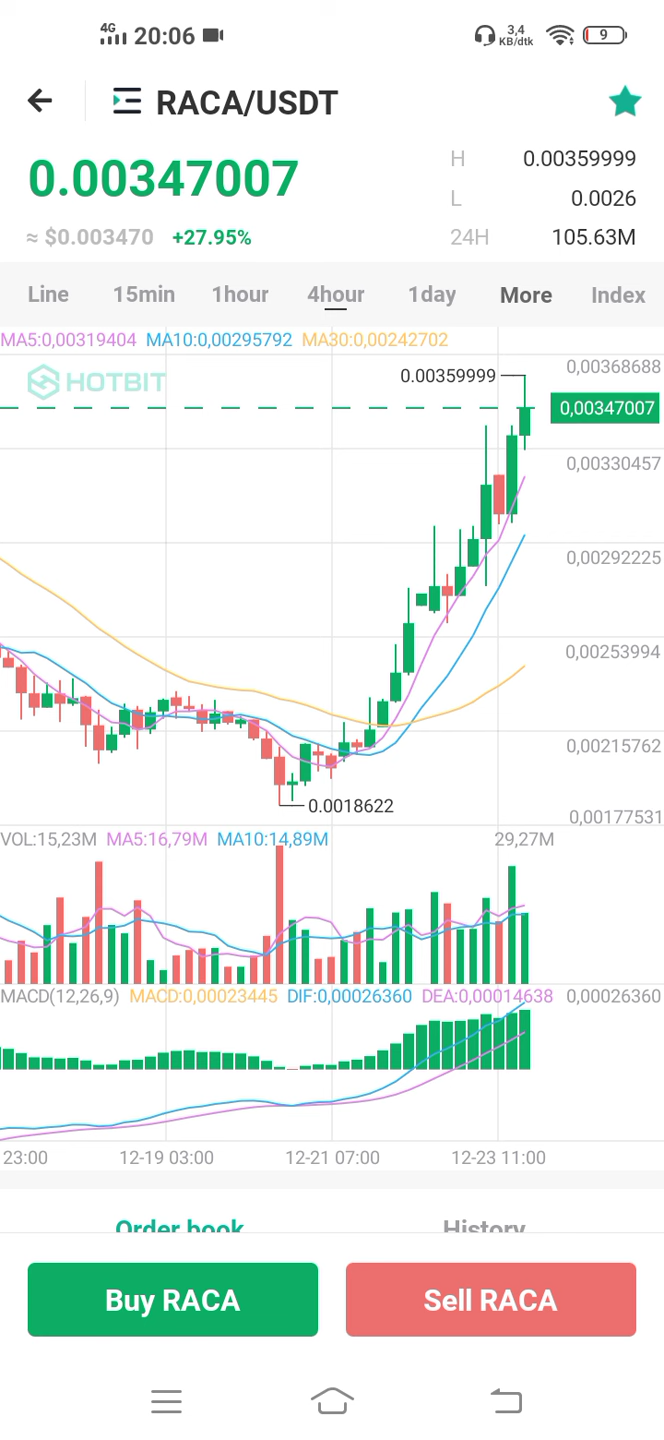 4G 20:06 3,4 KB/dtk 9
RACA/USDT
0.00347007
H 0.00359999
L 0.0026
≈ $0.003470 +27.95%
24H 105.63M
Line 15min 1hour 4hour 1day More Index
MA5:0,00319404 MA10:0,00295792 MA30:0,00242702
0,00368688
HOTBIT
0.00359999
0,00347007
0,00330457
0,00292225
0,00253994
0,00215762
0.0018622
0,00177531
VOL:15,23M MA5:16,79M MA10:14,89M 29,27M
MACD(12,26,9) MACD:0,00023445 DIF:0,00026360 DEA:0,00014638 0,00026360
23:00 12-19 03:00 12-21 07:00 12-23 11:00
Order book History
Buy RACA Sell RACA